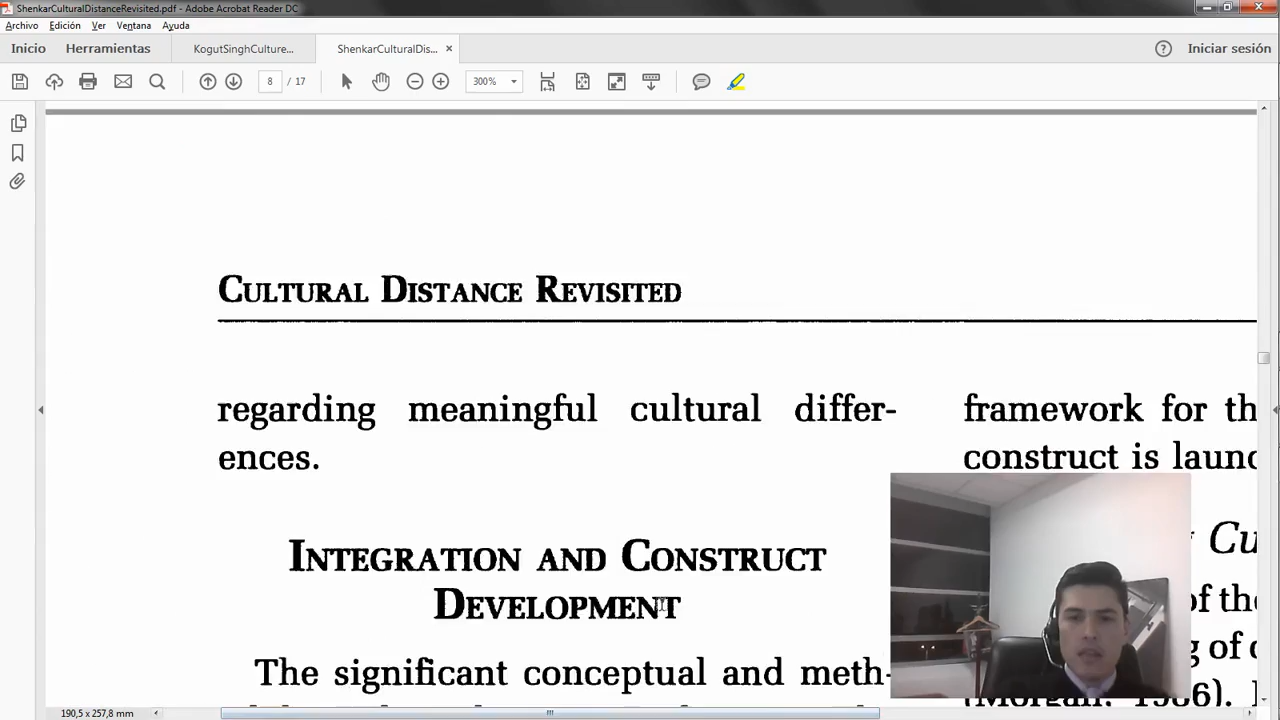 ShenkarCulturalDistanceRevisited.pdf - Adobe Acrobat Reader DC
Archivo Edición Ver Ventana Ayuda
Inicio Herramientas KogutSinghCulture... ShenkarCulturalDis... × Iniciar sesión
8 / 17 300%
CULTURAL DISTANCE REVISITED
regarding meaningful cultural differ-
ences.
INTEGRATION AND CONSTRUCT
DEVELOPMENT
The significant conceptual and meth-
framework for th
construct is launc
Cu
of the
g of c
(Morgan, 1986).
190,5 x 257,8 mm